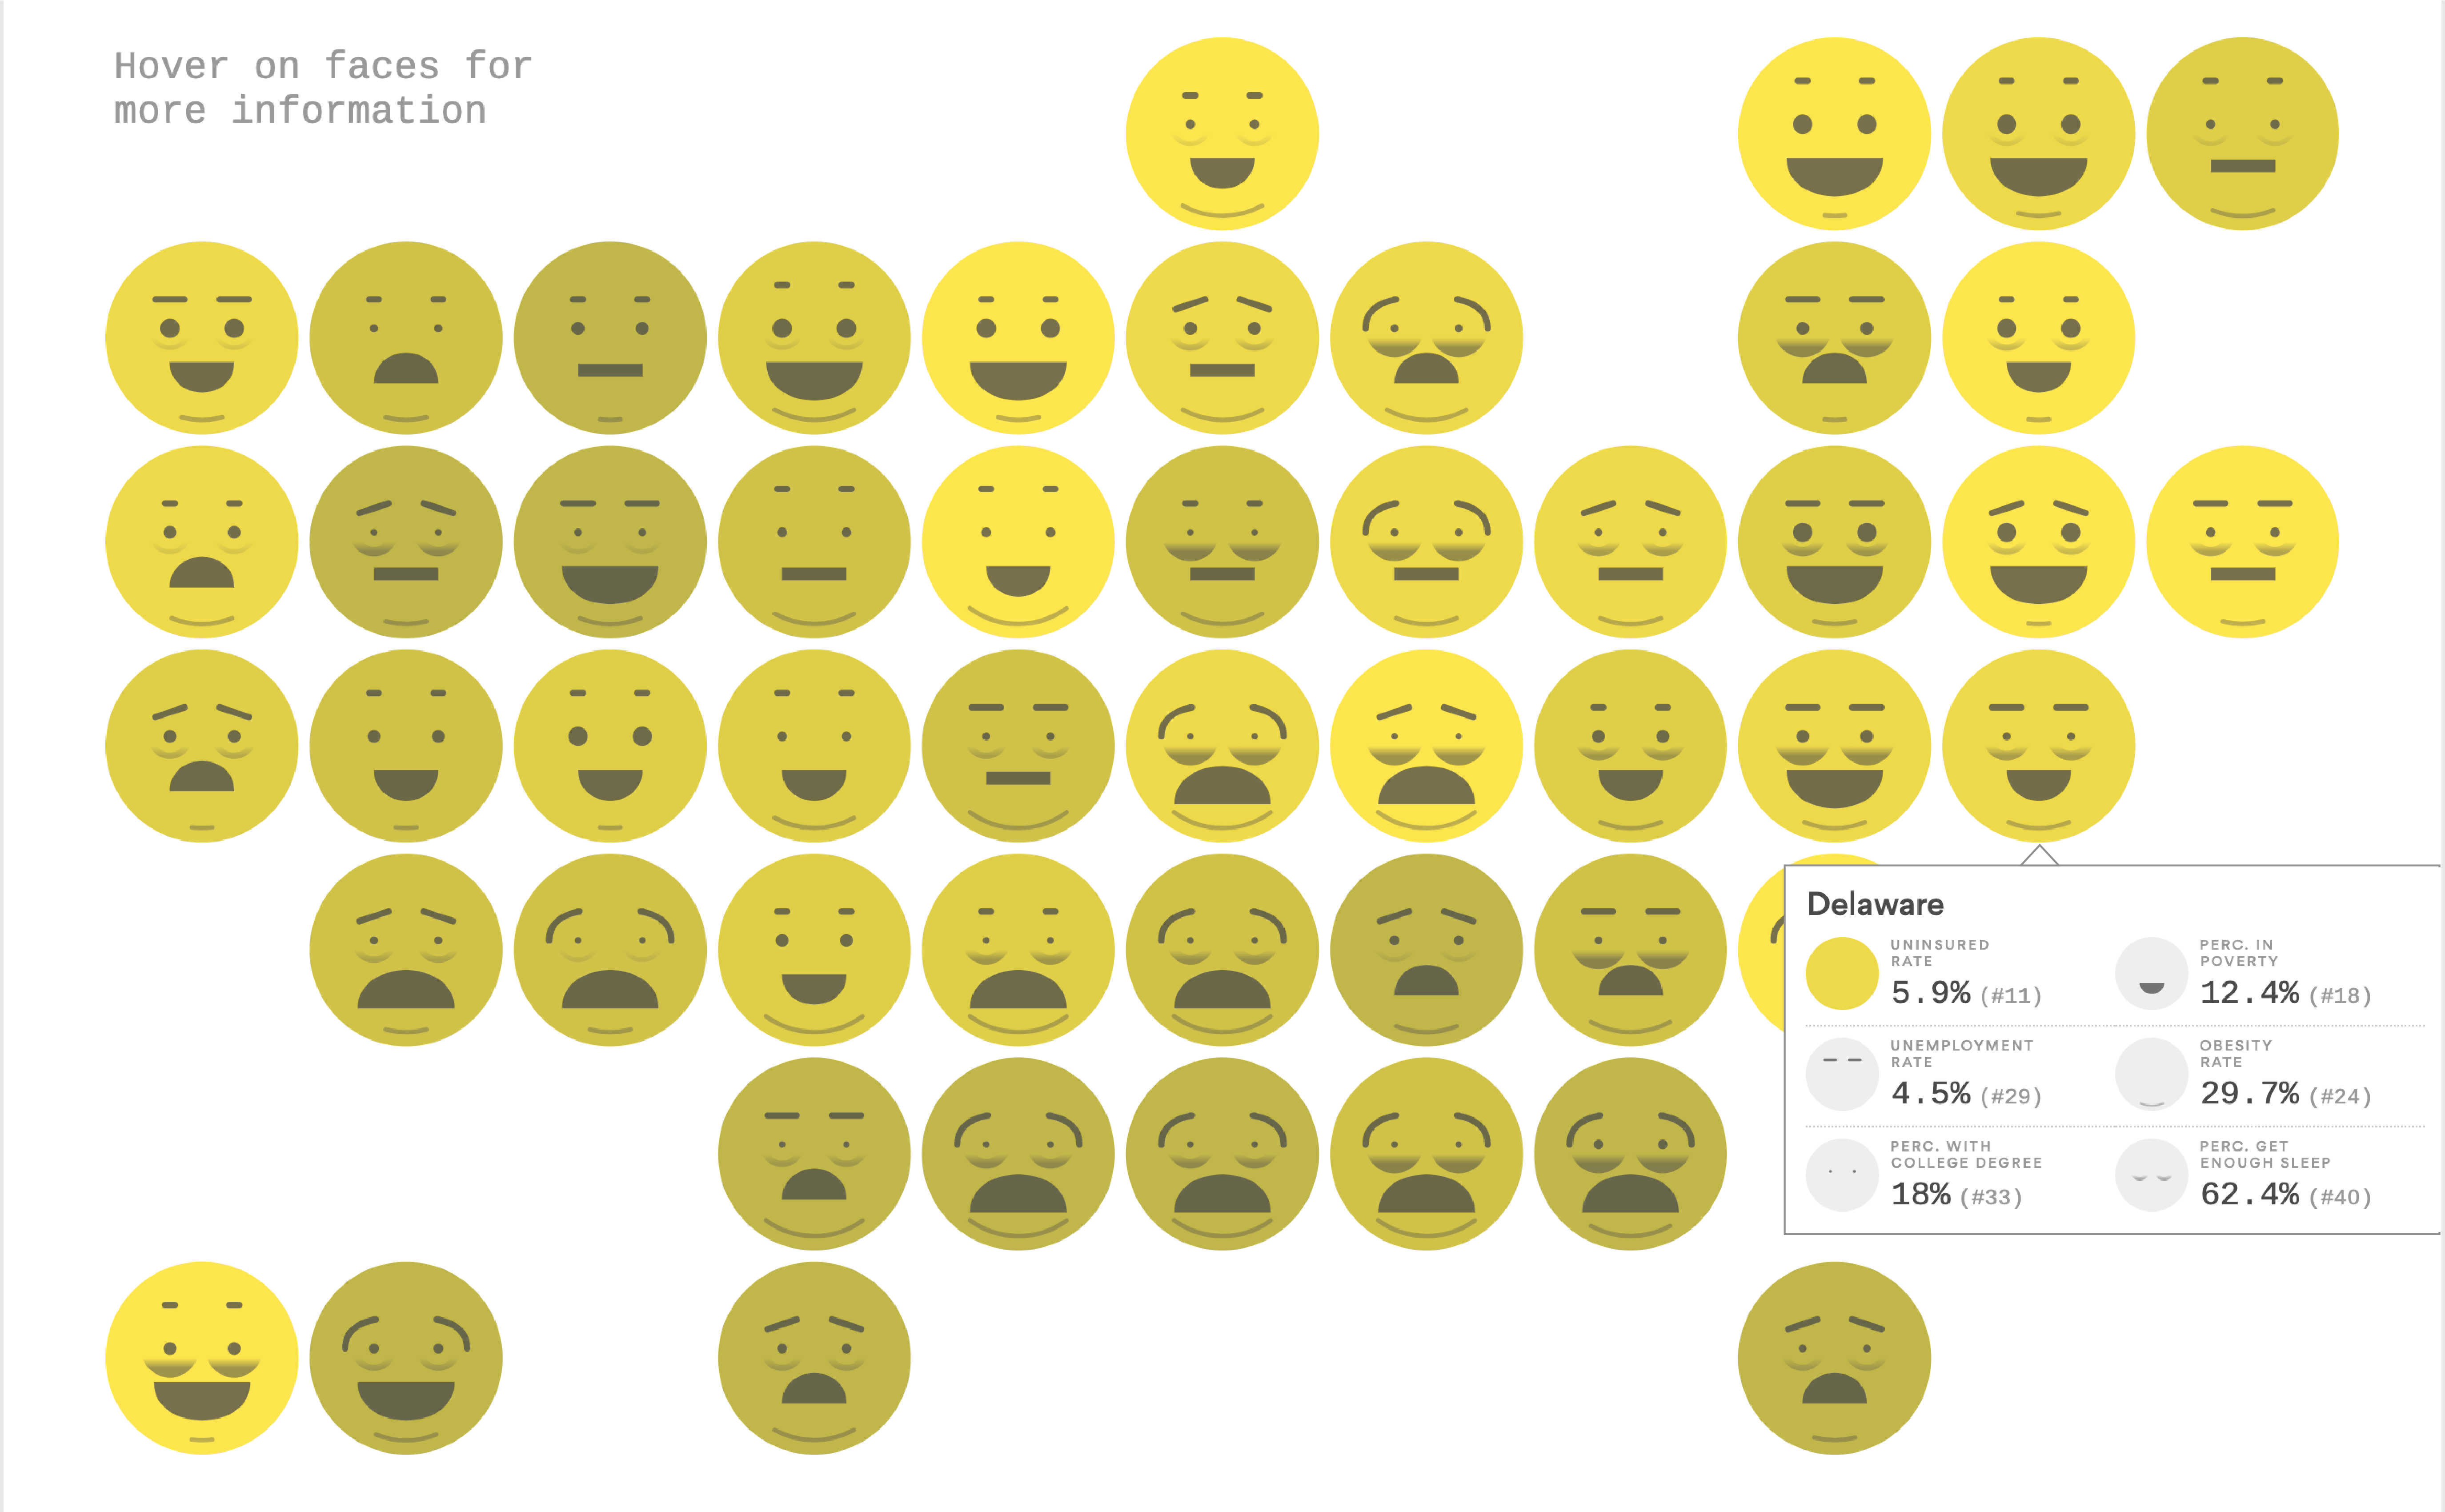 Hover on faces for
more information
Delaware
UNINSURED
RATE
5.9% (#11)
PERC. IN
POVERTY
12.4% (#18)
UNEMPLOYMENT
RATE
4.5% (#29)
OBESITY
RATE
29.7% (#24)
PERC. WITH
COLLEGE DEGREE
18% (#33)
PERC. GET
ENOUGH SLEEP
62.4% (#40)